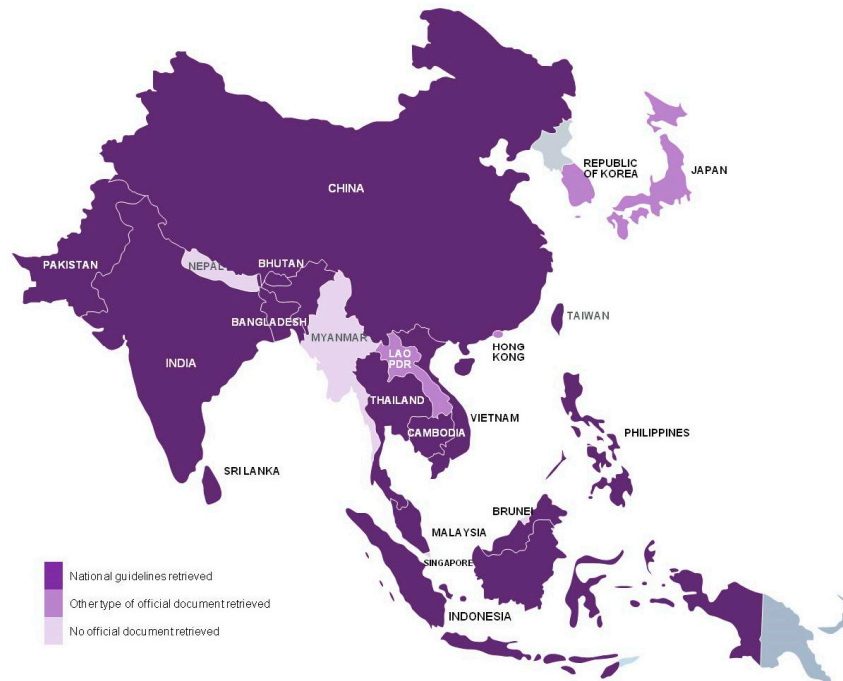 CHINA
REPUBLIC
OF KOREA
JAPAN
PAKISTAN
NEPAL
BHUTAN
BANGLADESH
MYANMAR
INDIA
TAIWAN
HONG
KONG
LAO
PDR
THAILAND
VIETNAM
CAMBODIA
PHILIPPINES
SRI LANKA
BRUNEI
MALAYSIA
SINGAPORE
INDONESIA
National guidelines retrieved
Other type of official document retrieved
No official document retrieved